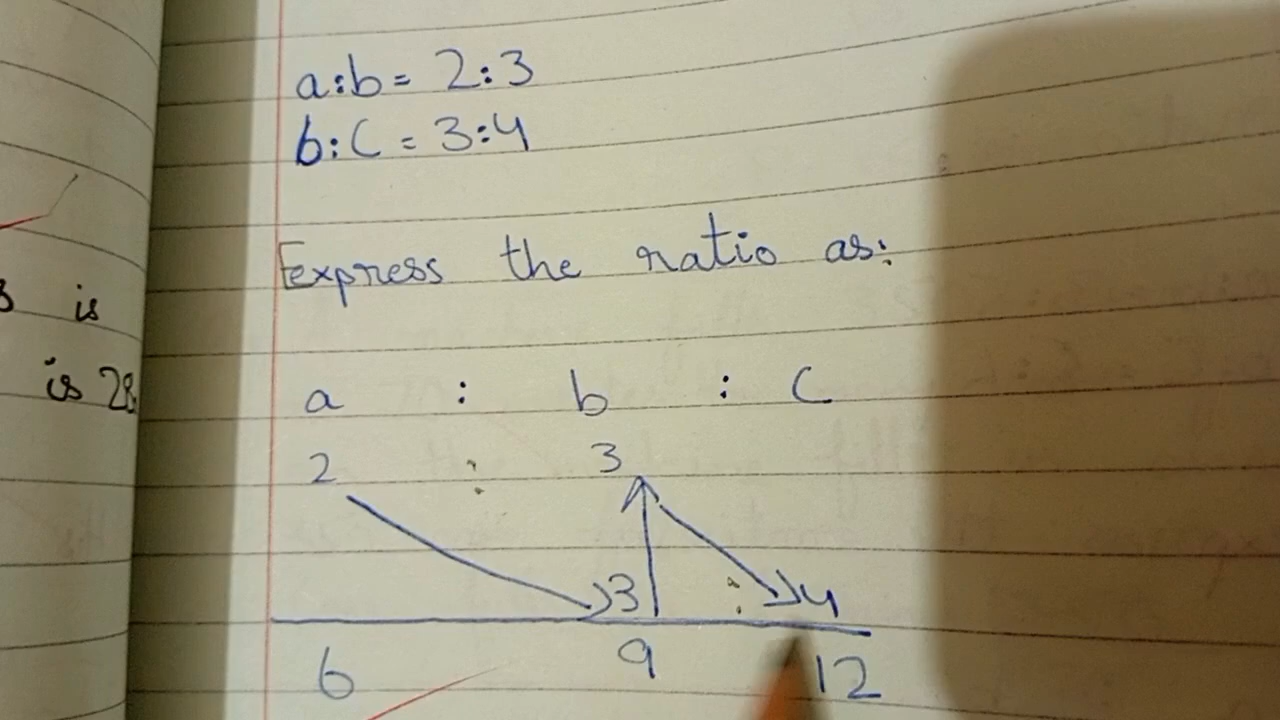 a:b = 2:3
b:C = 3:4
Express the ratio as:
is
is 28
a : b : C
2 : 3
3 : 4
6 9 12